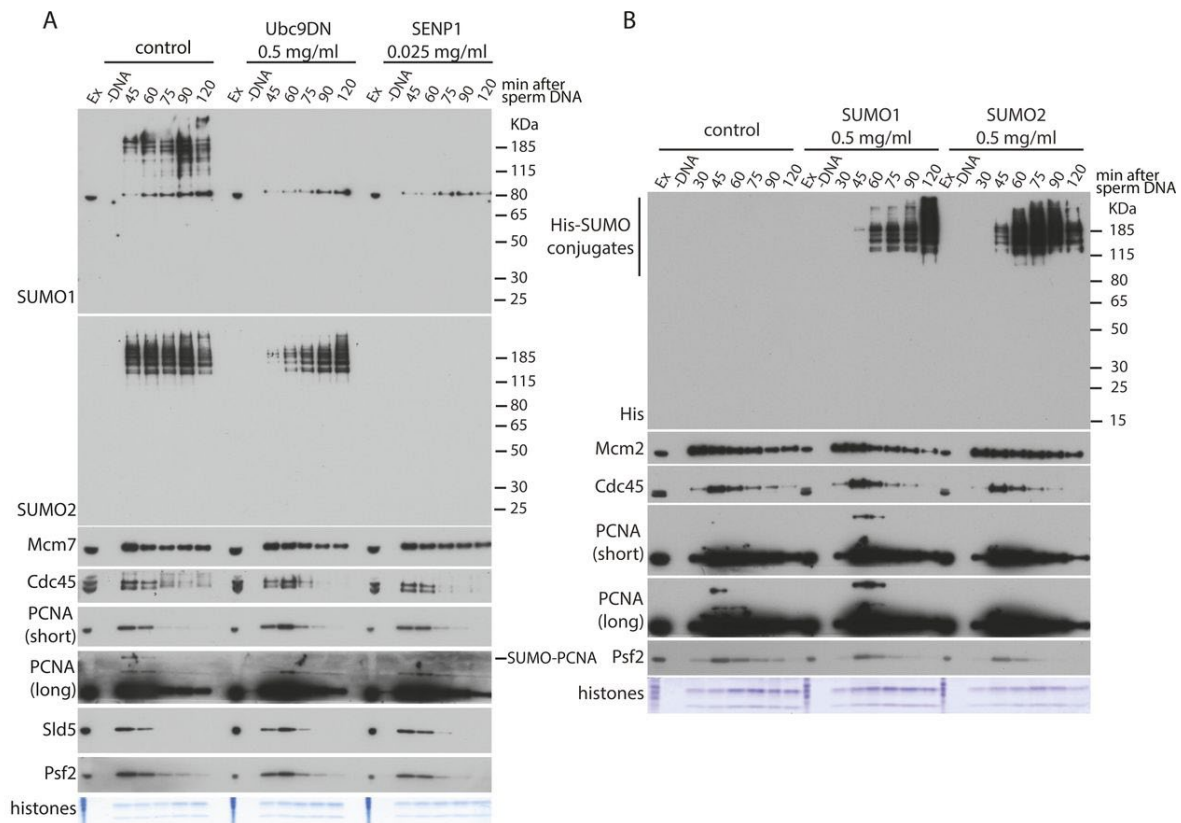 A
control
Ubc9DN
0.5 mg/ml
SENP1
0.025 mg/ml
Ex -DNA 45 60 75 90 120 Ex -DNA 45 60 75 90 120 Ex -DNA 45 60 75 90 120
min after
sperm DNA
KDa
185
115
80
65
50
30
25
SUMO1
185
115
80
65
50
30
25
SUMO2
Mcm7
Cdc45
PCNA
(short)
PCNA
(long)
SUMO-PCNA
Sld5
Psf2
histones
B
control
SUMO1
0.5 mg/ml
SUMO2
0.5 mg/ml
Ex -DNA 30 45 60 75 90 120 Ex -DNA 30 45 60 75 90 120 Ex -DNA 30 45 60 75 90 120
min after
sperm DNA
KDa
His-SUMO
conjugates
185
115
80
65
50
30
25
15
His
Mcm2
Cdc45
PCNA
(short)
PCNA
(long)
Psf2
histones